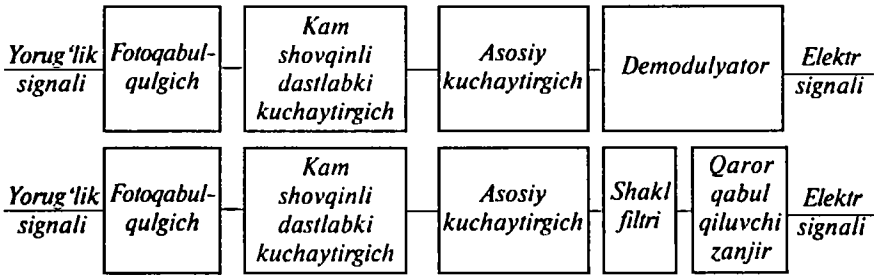 Yorug‘lik
signali
Fotoqabul-
qulgich
Kam
shovqinli
dastlabki
kuchaytirgich
Asosiy
kuchaytirgich
Demodulyator
Elektr
signali
Yorug‘lik
signali
Fotoqabul-
qulgich
Kam
shovqinli
dastlabki
kuchaytirgich
Asosiy
kuchaytirgich
Shakl
filtri
Qaror
qabul
qiluvchi
zanjir
Elektr
signali